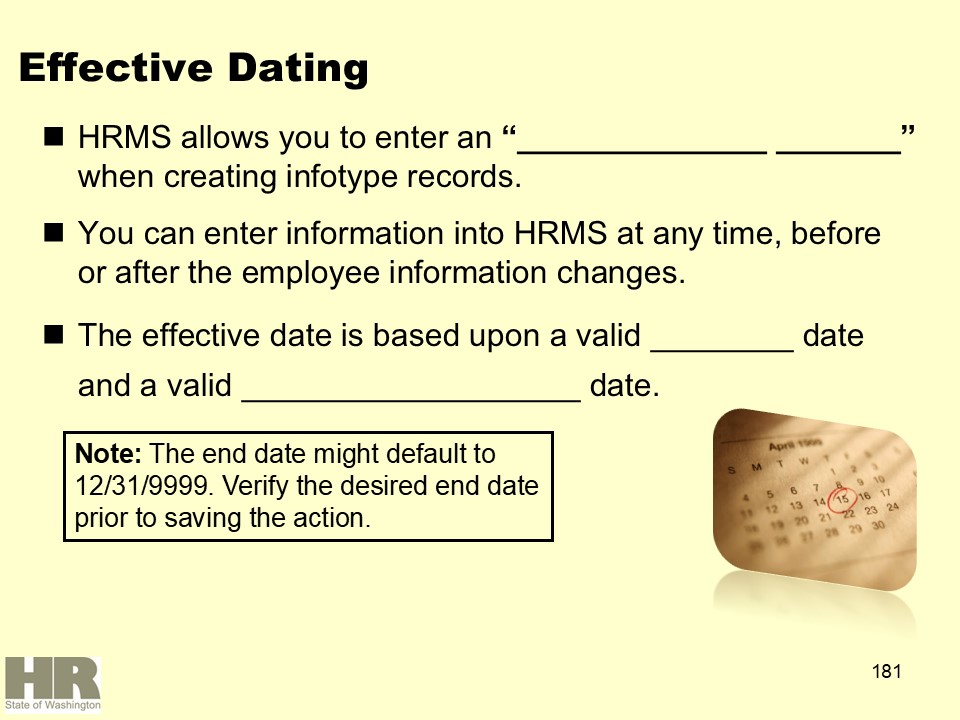 Effective Dating
HRMS allows you to enter an “______________ _______”
when creating infotype records.
You can enter information into HRMS at any time, before
or after the employee information changes.
The effective date is based upon a valid ________ date
and a valid ___________________ date.
Note: The end date might default to
12/31/9999. Verify the desired end date
prior to saving the action.
April 1999
S M T W T F S
1 2 3
4 5 6 7 8 9 10
11 12 13 14 15 16 17
18 19 20 21 22 23 24
25 26 27 28 29 30
HR
State of Washington
181